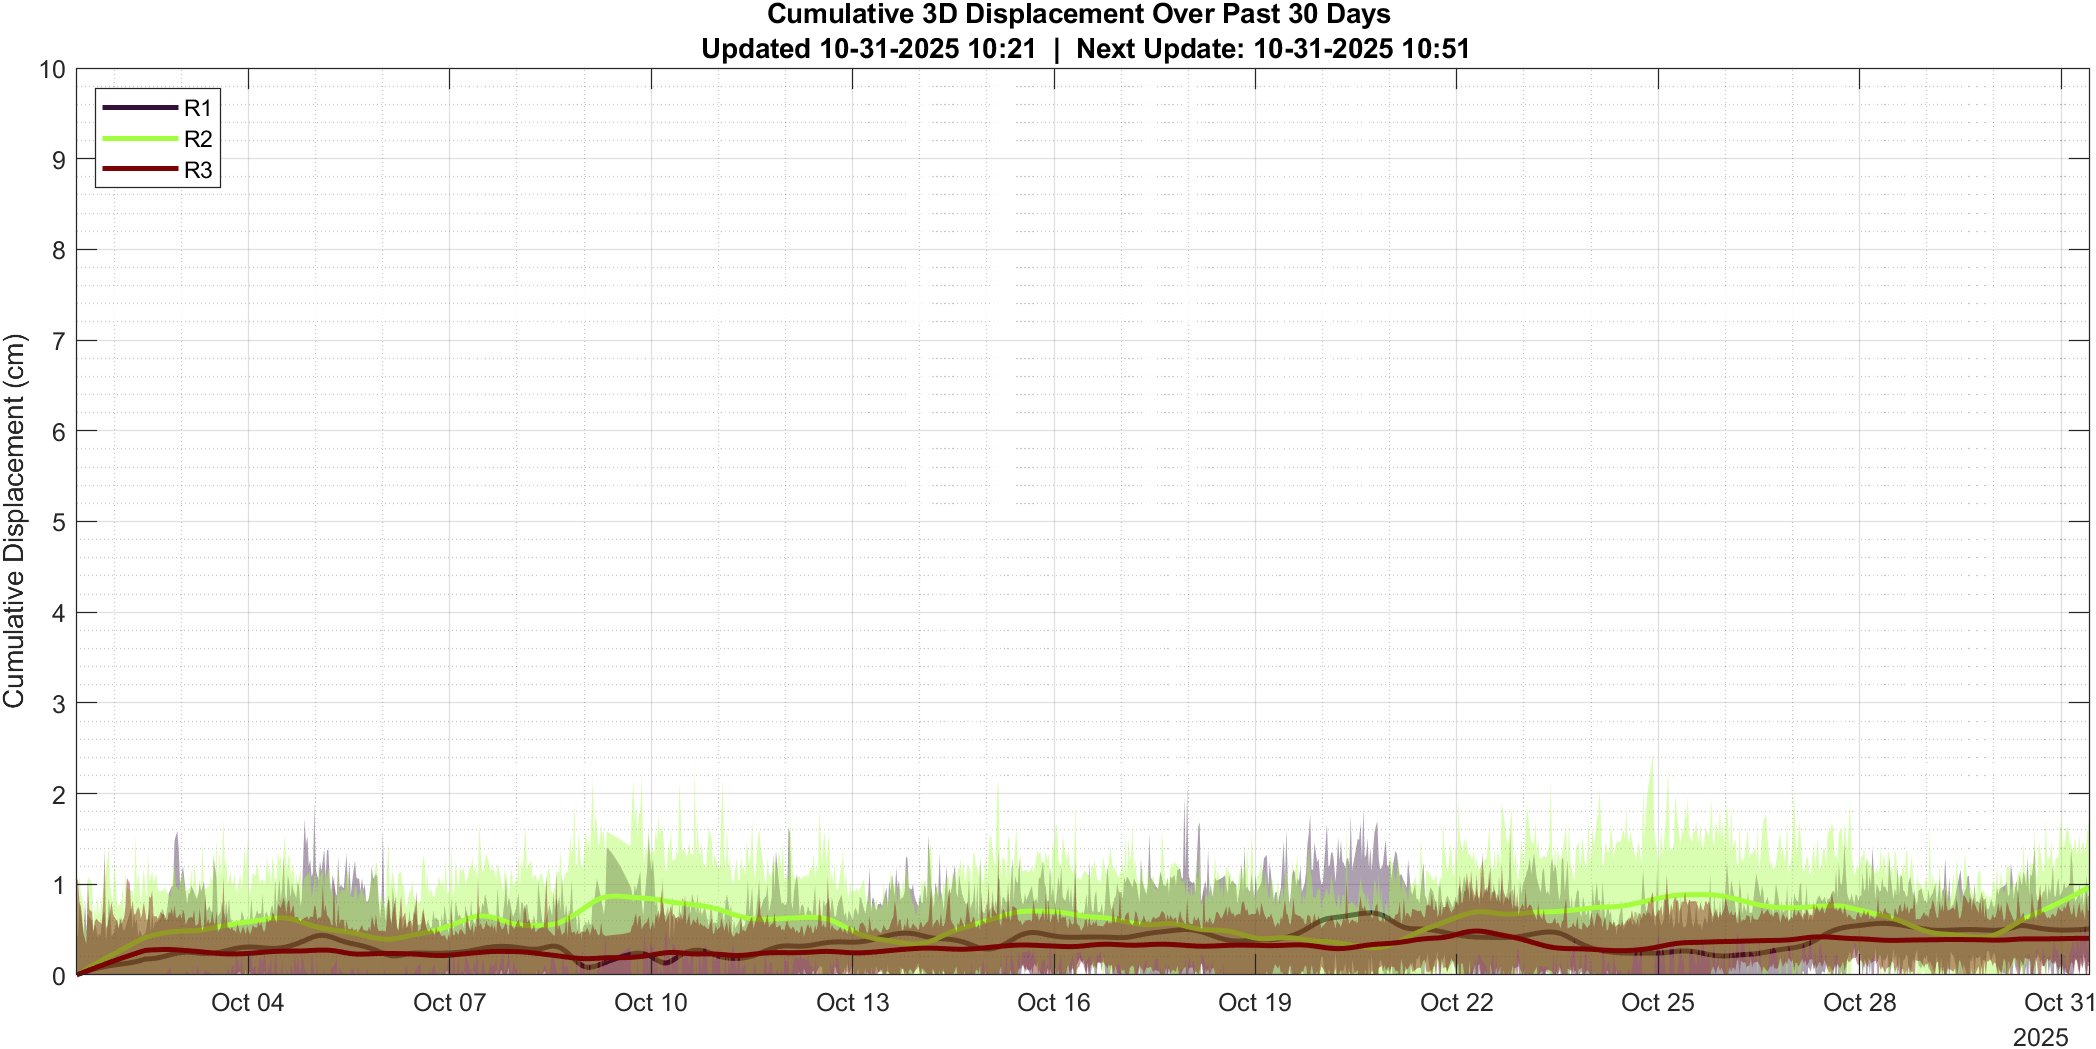 Cumulative 3D Displacement Over Past 30 Days
Updated 10-31-2025 10:21 | Next Update: 10-31-2025 10:51
R1
R2
R3
Cumulative Displacement (cm)
10
9
8
7
6
5
4
3
2
1
0
Oct 04 Oct 07 Oct 10 Oct 13 Oct 16 Oct 19 Oct 22 Oct 25 Oct 28 Oct 31
2025